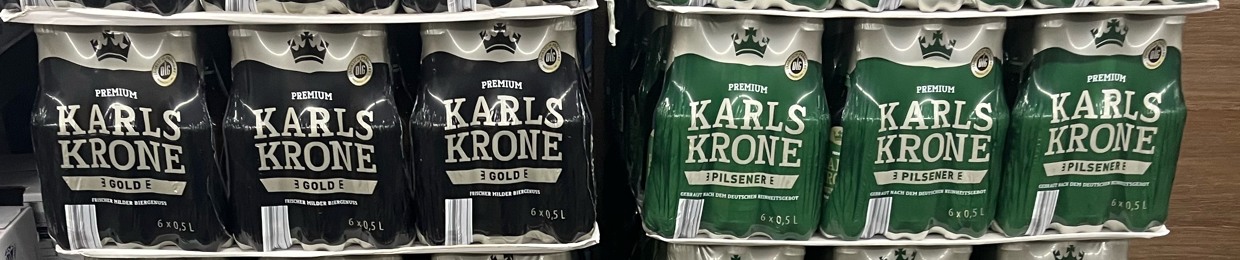 PREMIUM
KARLS
KRONE
GOLD
FRISCHER MILDER BIERGENUSS
6 x 0,5 L
PREMIUM
KARLS
KRONE
GOLD
FRISCHER MILDER BIERGENUSS
6 x 0,5 L
PREMIUM
KARLS
KRONE
GOLD
FRISCHER MILDER BIERGENUSS
6 x 0,5 L
DLG
PREMIUM
KARLS
KRONE
PILSENER
GEBRAUT NACH DEM DEUTSCHEN REINHEITSGEBOT
6 x 0,5 L
DLG
PREMIUM
KARLS
KRONE
PILSENER
GEBRAUT NACH DEM DEUTSCHEN REINHEITSGEBOT
6 x 0,5 L
DLG
PREMIUM
KARLS
KRONE
PILSENER
GEBRAUT NACH DEM DEUTSCHEN REINHEITSGEBOT
6 x 0,5 L